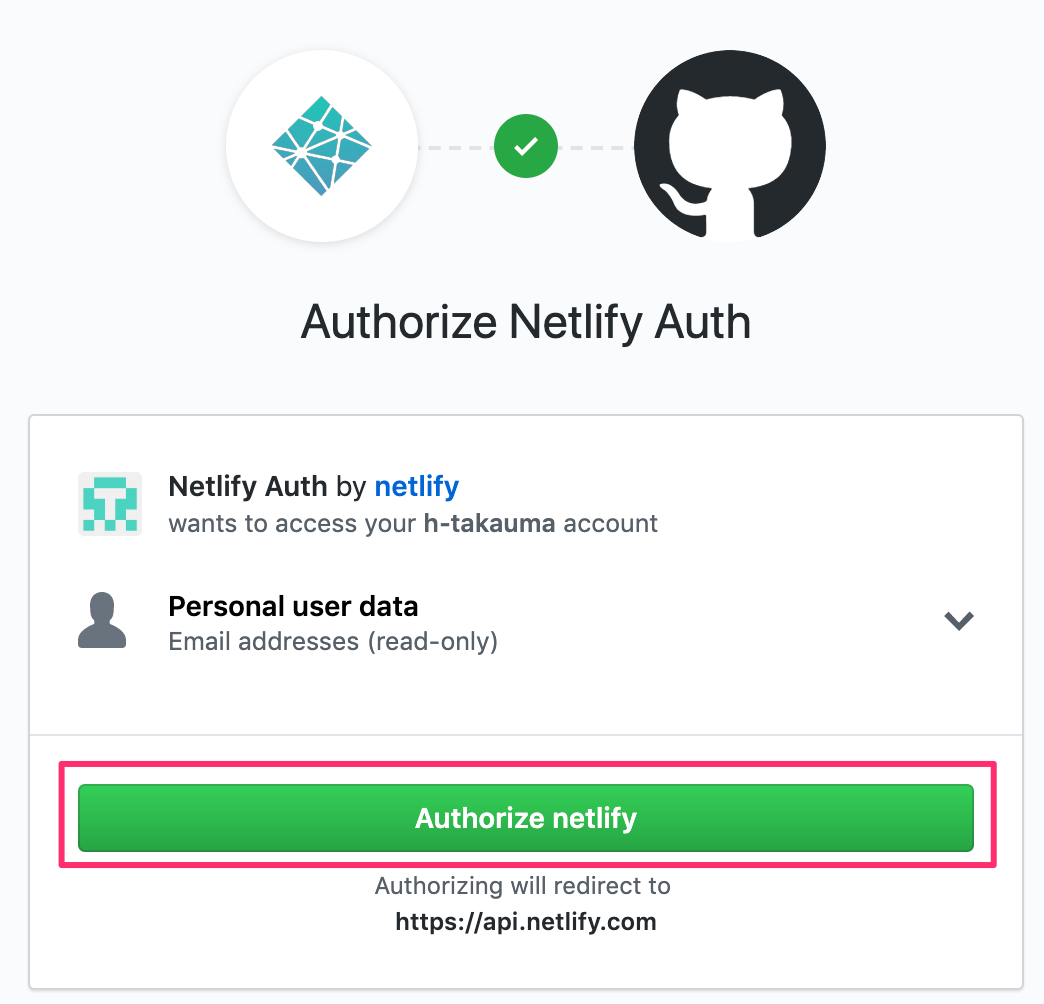 Authorize Netlify Auth
Netlify Auth by netlify
wants to access your h-takauma account
Personal user data
Email addresses (read-only)
Authorize netlify
Authorizing will redirect to
https://api.netlify.com